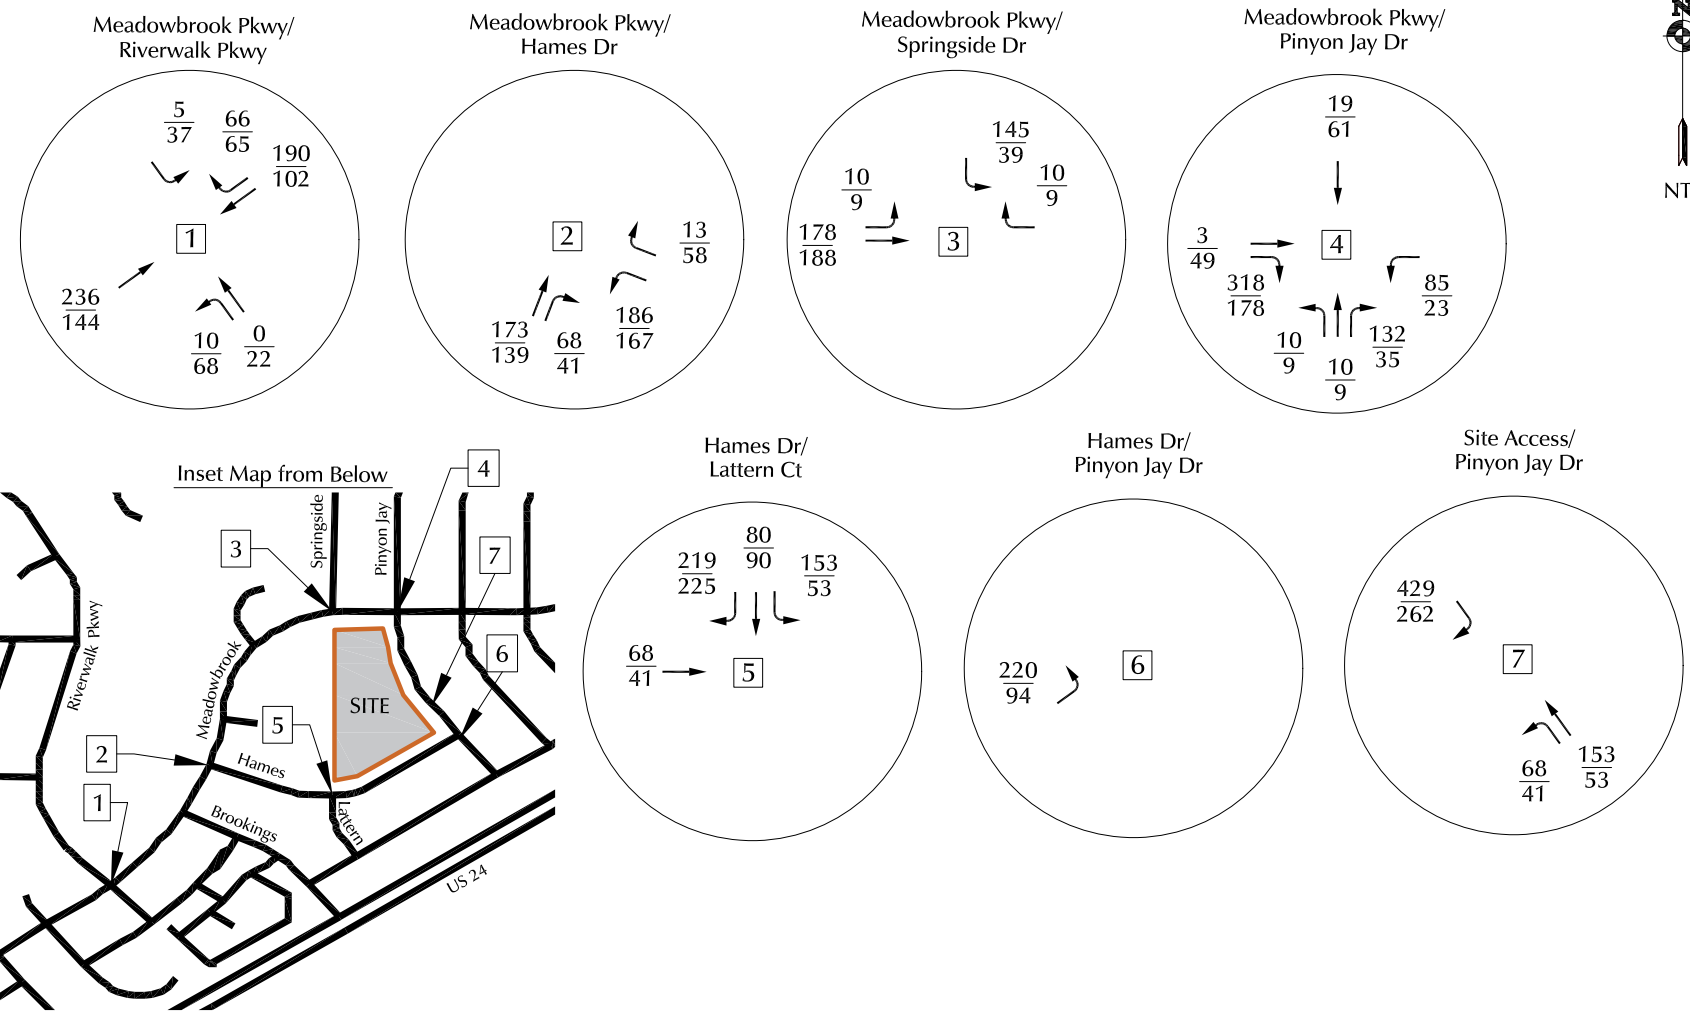 Meadowbrook Pkwy/
Riverwalk Pkwy
5
37
66
65
190
102
1
236
144
10
68
0
22
Meadowbrook Pkwy/
Hames Dr
2
13
58
173
139
68
41
186
167
Meadowbrook Pkwy/
Springside Dr
145
39
10
9
10
9
178
188
3
Meadowbrook Pkwy/
Pinyon Jay Dr
19
61
3
49
4
318
178
85
23
10
9
10
9
132
35
N
NT
Inset Map from Below
Springside
Pinyon Jay
Riverwalk Pkwy
Meadowbrook
Hames
Lattern
Brookings
US 24
SITE
1
2
3
4
5
6
7
Hames Dr/
Lattern Ct
219
225
80
90
153
53
68
41
5
Hames Dr/
Pinyon Jay Dr
220
94
6
Site Access/
Pinyon Jay Dr
429
262
7
68
41
153
53